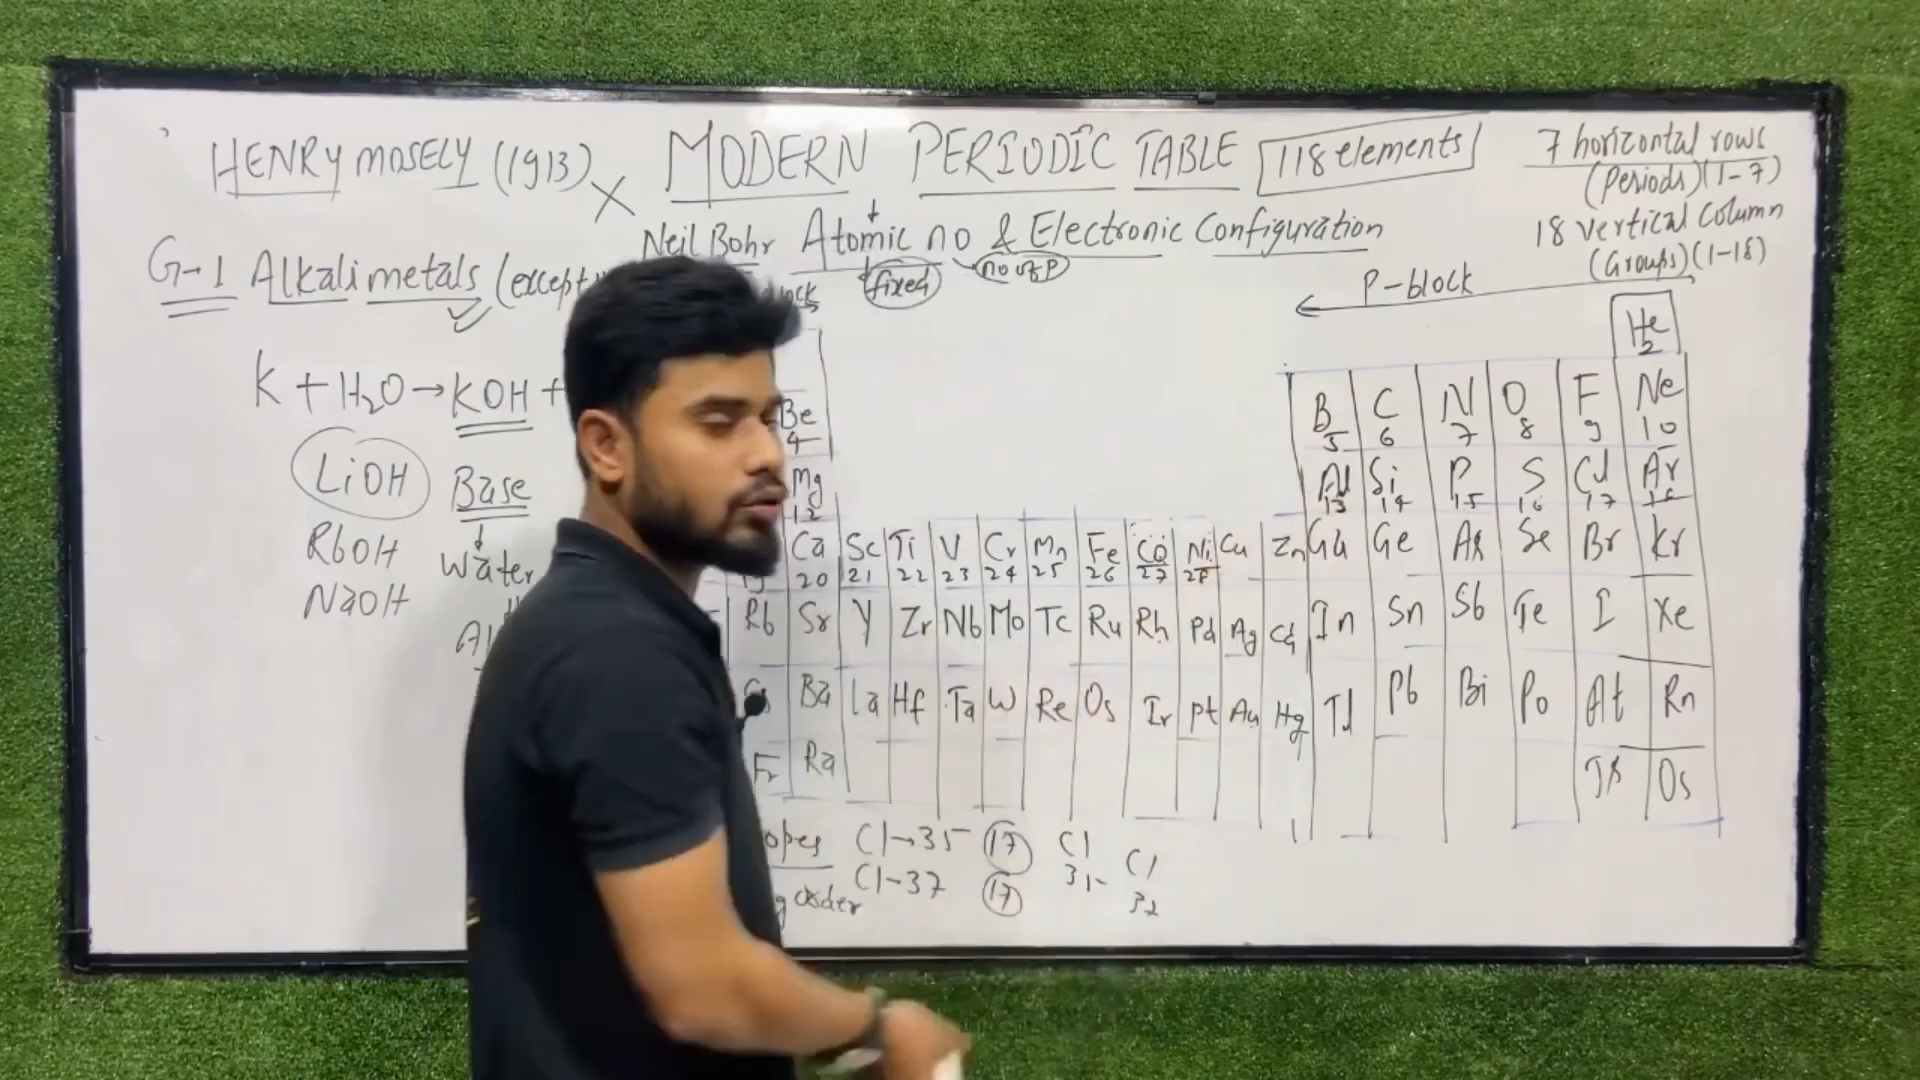 HENRY MOSELY (1913) X MODERN PERIODIC TABLE 118 elements
7 horizontal rows
(Periods) (1-7)
18 vertical Column
(Groups) (1-18)
Neil Bohr Atomic no & Electronic Configuration
fixed no of P
G-1 Alkali metals (except
P-block
K + H2O → KOH +
LiOH Base
RbOH water
NaOH
He
2
Be B C N O F Ne
4 5 6 7 8 9 10
Mg Al Si P S Cl Ar
12 13 14 15 16 17 18
Ca Sc Ti V Cr Mn Fe Co Ni Cu Zn Ga Ge As Se Br Kr
20 21 22 23 24 25 26 27 28
Rb Sr Y Zr Nb Mo Tc Ru Rh Pd Ag Cd In Sn Sb Te I Xe
Ba La Hf Ta W Re Os Ir Pt Au Hg Tl Pb Bi Po At Rn
Fr Ra Ts Os
opes Cl→35 17 Cl Cl
Cl-37 17
g order